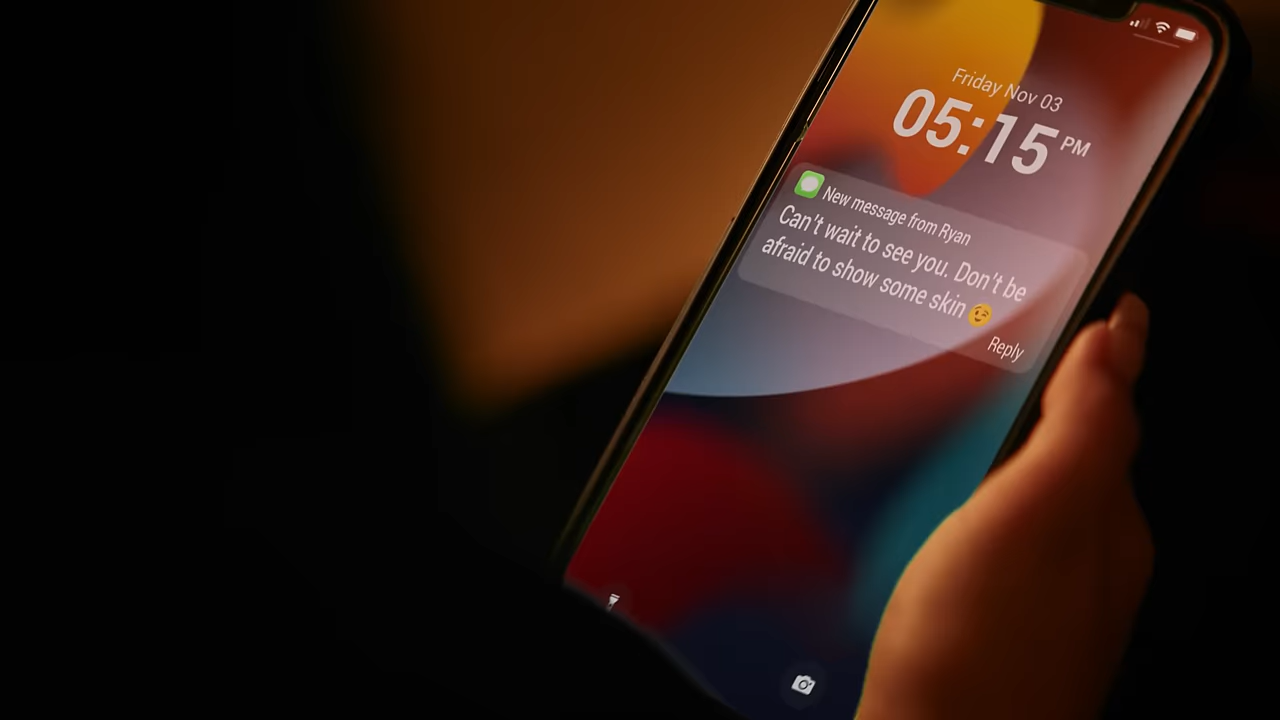 Friday Nov 03
05:15 PM
New message from Ryan
Can't wait to see you. Don't be
afraid to show some skin 😉
Reply